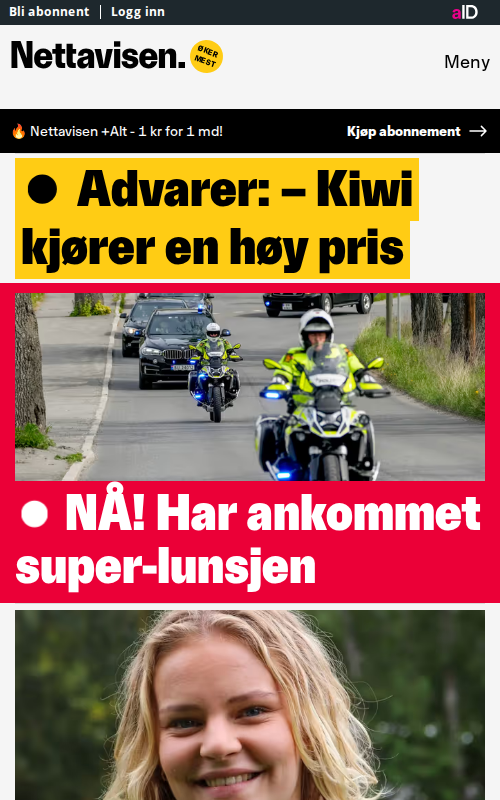 Bli abonnent
Logg inn
aID
Nettavisen.
ØKER
MEST
Meny
🔥 Nettavisen +Alt - 1 kr for 1 md!
Kjøp abonnement →
● Advarer: – Kiwi
kjører en høy pris
● NÅ! Har ankommet
super-lunsjen